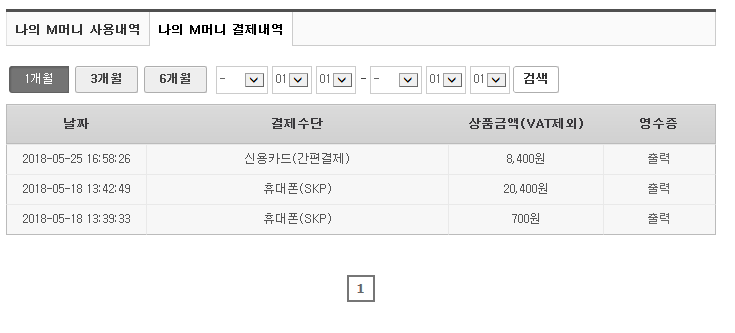 나의 M머니 사용내역 나의 M머니 결제내역
1개월 3개월 6개월 - 01 01 - - 01 01 검색
날짜 결제수단 상품금액(VAT제외) 영수증
2018-05-25 16:58:26 신용카드(간편결제) 8,400원 출력
2018-05-18 13:42:49 휴대폰(SKP) 20,400원 출력
2018-05-18 13:39:33 휴대폰(SKP) 700원 출력
1